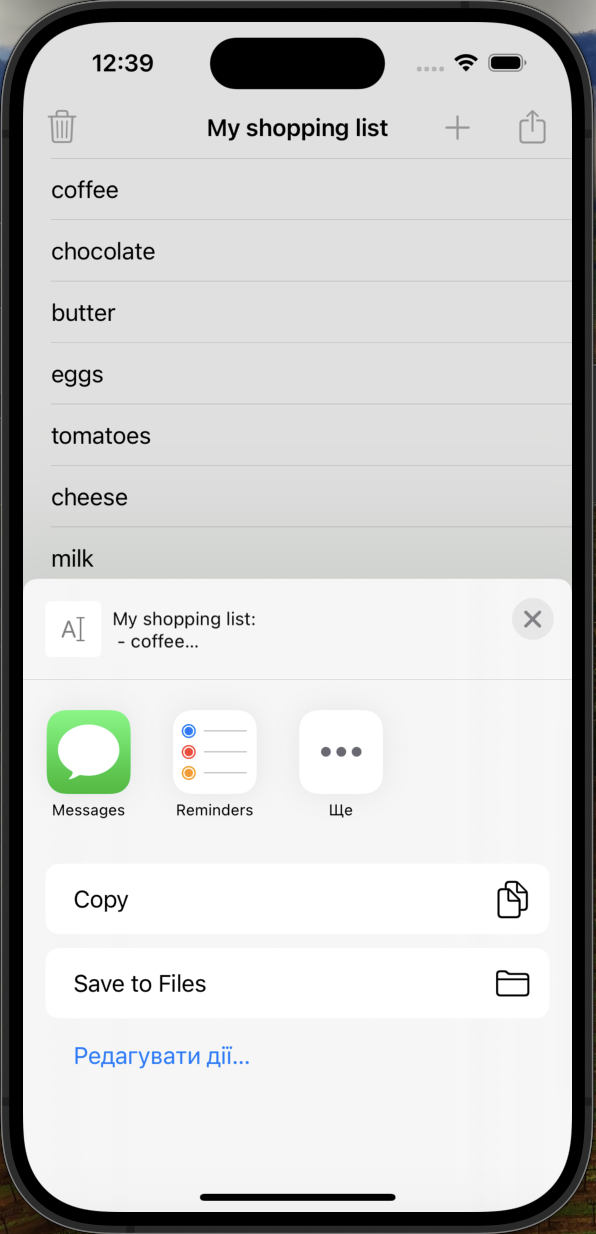 12:39
My shopping list
coffee
chocolate
butter
eggs
tomatoes
cheese
milk
My shopping list:
- coffee...
Messages
Reminders
Ще
Copy
Save to Files
Редагувати дії...